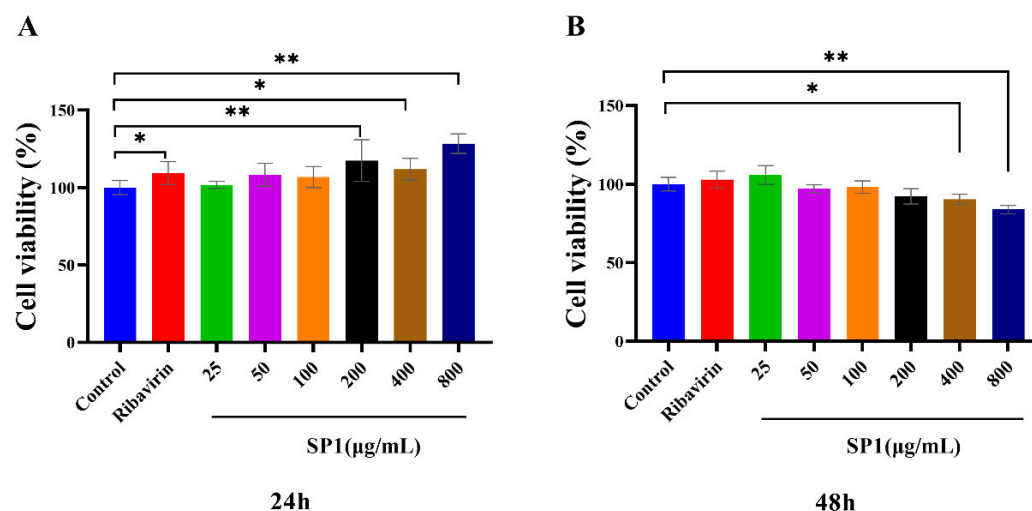 A
**
*
**
*
150
100
50
0
Cell viability (%)
Control
Ribavirin
25
50
100
200
400
800
SP1(μg/mL)
24h
B
**
*
150
100
50
0
Cell viability (%)
Control
Ribavirin
25
50
100
200
400
800
SP1(μg/mL)
48h